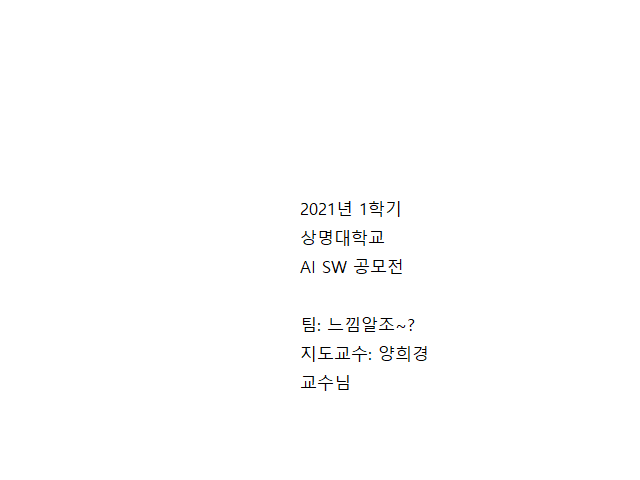 2021년 1학기
상명대학교
AI SW 공모전
팀: 느낌알조~?
지도교수: 양희경
교수님